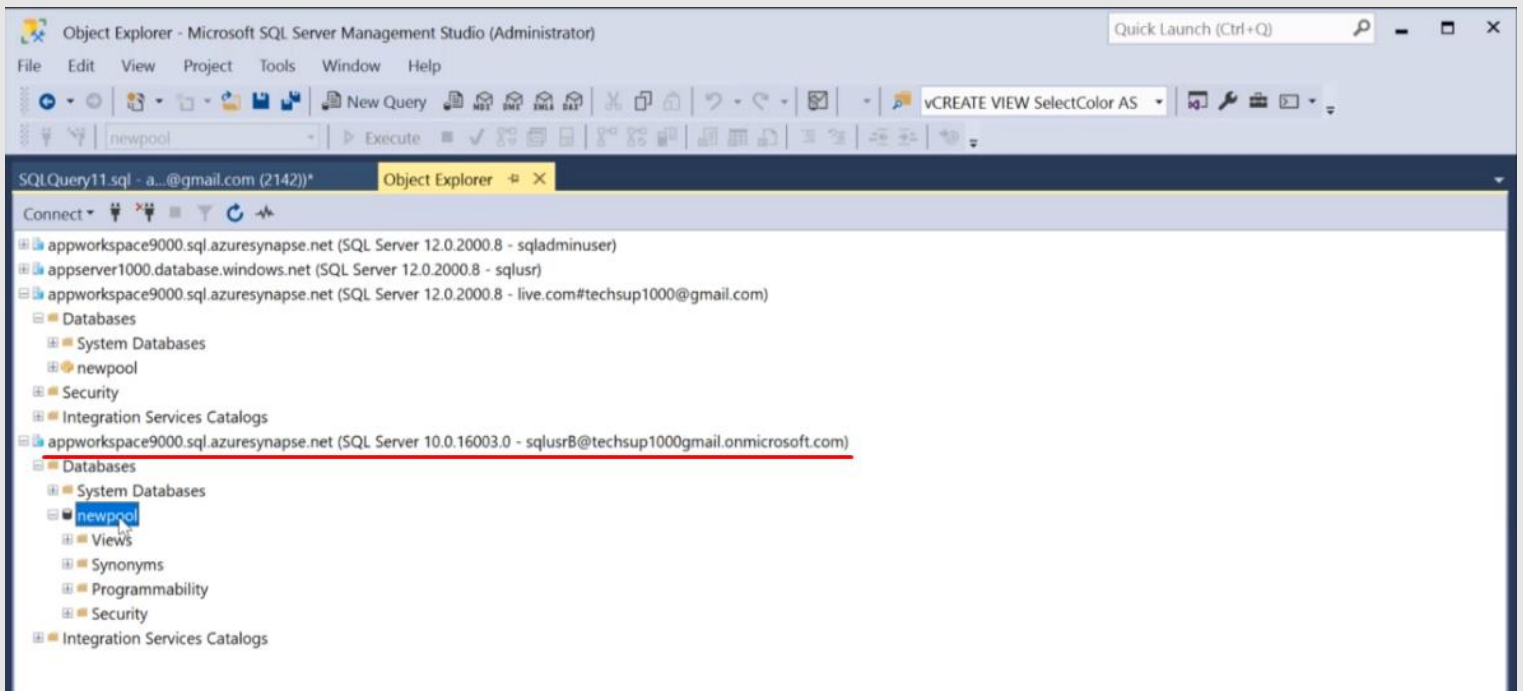 Object Explorer - Microsoft SQL Server Management Studio (Administrator)
Quick Launch (Ctrl+Q)
File Edit View Project Tools Window Help
New Query MDX DMX XMLA DAX vCREATE VIEW SelectColor AS
newpool Execute
SQLQuery11.sql - a...@gmail.com (2142))* Object Explorer
Connect
appworkspace9000.sql.azuresynapse.net (SQL Server 12.0.2000.8 - sqladminuser)
appserver1000.database.windows.net (SQL Server 12.0.2000.8 - sqlusr)
appworkspace9000.sql.azuresynapse.net (SQL Server 12.0.2000.8 - live.com#techsup1000@gmail.com)
Databases
System Databases
newpool
Security
Integration Services Catalogs
appworkspace9000.sql.azuresynapse.net (SQL Server 10.0.16003.0 - sqlusrB@techsup1000gmail.onmicrosoft.com)
Databases
System Databases
newpool
Views
Synonyms
Programmability
Security
Integration Services Catalogs